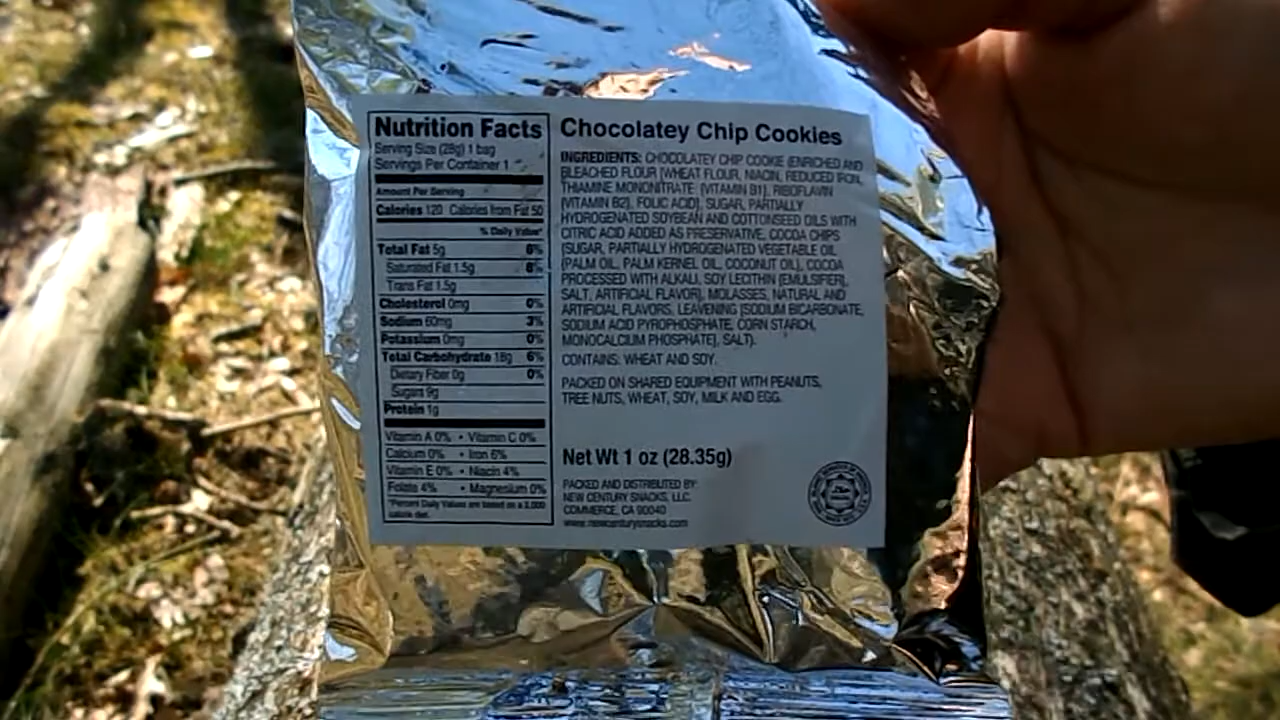 Nutrition Facts
Serving Size (28g) 1 bag
Servings Per Container 1
Amount Per Serving
Calories 120 Calories from Fat 50
% Daily Value*
Total Fat 5g 8%
Saturated Fat 1.5g 8%
Trans Fat 1.5g
Cholesterol 0mg 0%
Sodium 60mg 3%
Potassium 0mg 0%
Total Carbohydrate 18g 6%
Dietary Fiber 0g 0%
Sugars 9g
Protein 1g
Vitamin A 0% • Vitamin C 0%
Calcium 0% • Iron 6%
Vitamin E 0% • Niacin 4%
Folate 4% • Magnesium 0%
*Percent Daily Values are based on a 2,000
calorie diet.
Chocolatey Chip Cookies
INGREDIENTS: CHOCOLATEY CHIP COOKIE (ENRICHED AND
BLEACHED FLOUR [WHEAT FLOUR, NIACIN, REDUCED IRON,
THIAMINE MONONITRATE (VITAMIN B1), RIBOFLAVIN
(VITAMIN B2), FOLIC ACID], SUGAR, PARTIALLY
HYDROGENATED SOYBEAN AND COTTONSEED OILS WITH
CITRIC ACID ADDED AS PRESERVATIVE, COCOA CHIPS
[SUGAR, PARTIALLY HYDROGENATED VEGETABLE OIL
(PALM OIL, PALM KERNEL OIL, COCONUT OIL), COCOA
PROCESSED WITH ALKALI, SOY LECITHIN (EMULSIFIER),
SALT, ARTIFICIAL FLAVOR], MOLASSES, NATURAL AND
ARTIFICIAL FLAVORS, LEAVENING [SODIUM BICARBONATE,
SODIUM ACID PYROPHOSPHATE, CORN STARCH,
MONOCALCIUM PHOSPHATE], SALT).
CONTAINS: WHEAT AND SOY.
PACKED ON SHARED EQUIPMENT WITH PEANUTS,
TREE NUTS, WHEAT, SOY, MILK AND EGG.
Net Wt 1 oz (28.35g)
PACKED AND DISTRIBUTED BY:
NEW CENTURY SNACKS, LLC.
COMMERCE, CA 90040
www.newcenturysnacks.com